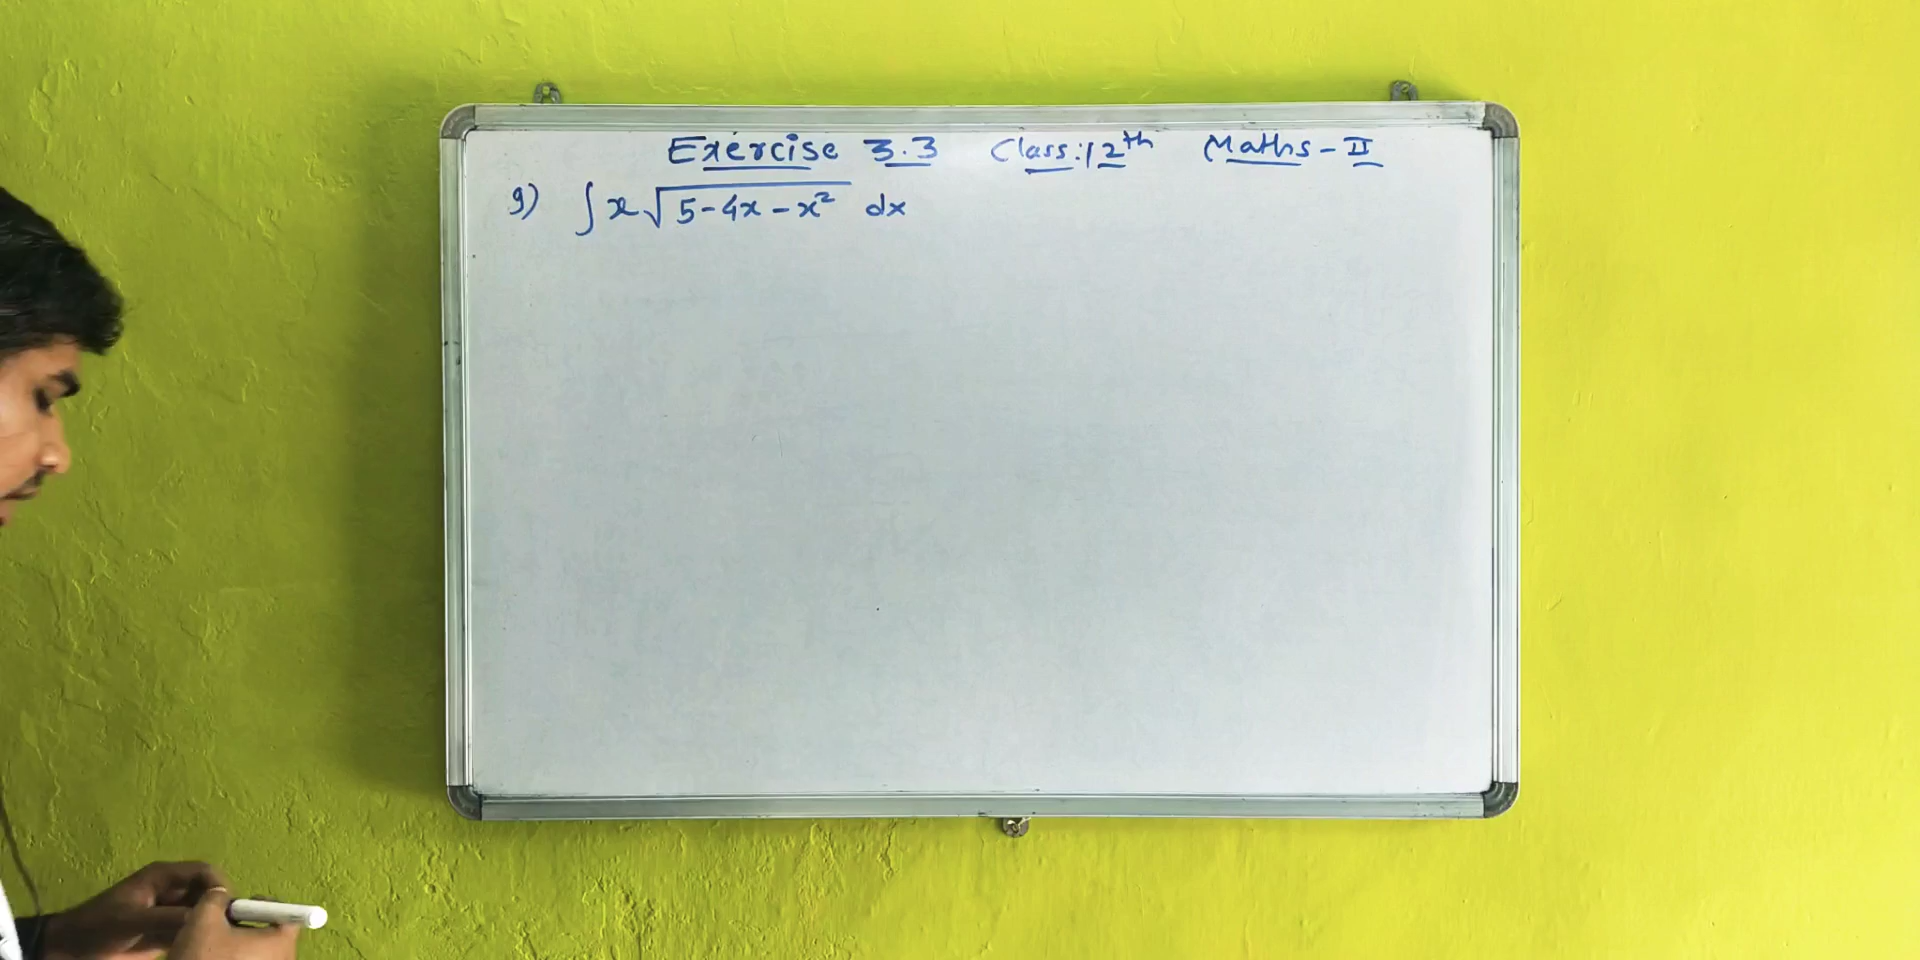 Exercise 3.3 Class:12th Maths-II
9) ∫x√(5-4x-x²) dx